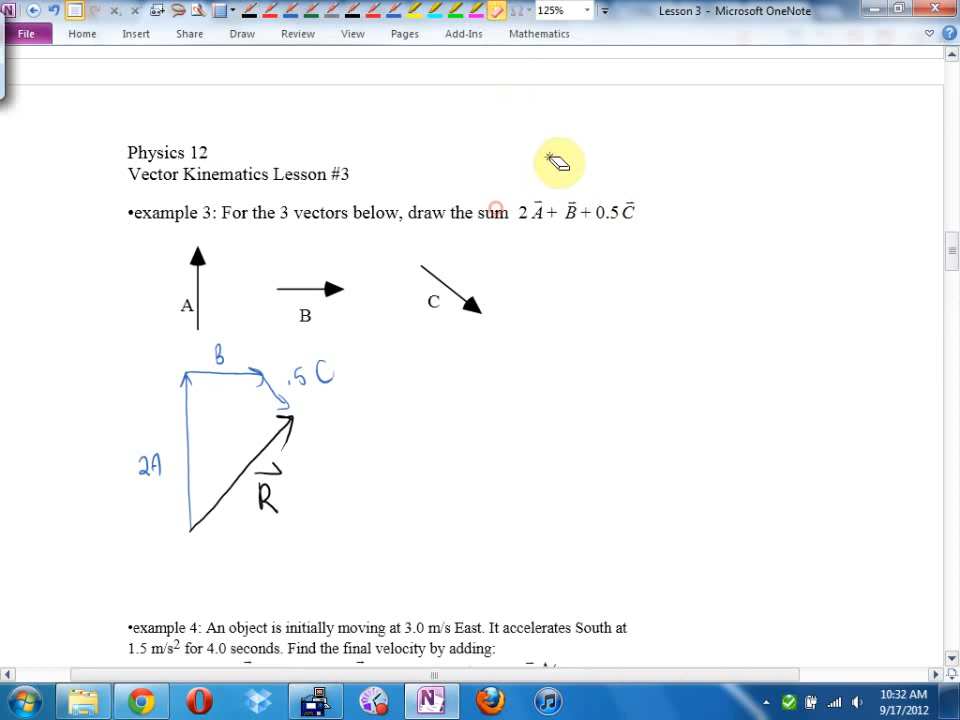 125%
Lesson 3 - Microsoft OneNote
File Home Insert Share Draw Review View Pages Add-Ins Mathematics
Physics 12
Vector Kinematics Lesson #3
•example 3: For the 3 vectors below, draw the sum 2 A⃗ + B⃗ + 0.5 C⃗
A
B
C
B
.5 C
2A
R⃗
•example 4: An object is initially moving at 3.0 m/s East. It accelerates South at
1.5 m/s² for 4.0 seconds. Find the final velocity by adding:
10:32 AM
9/17/2012